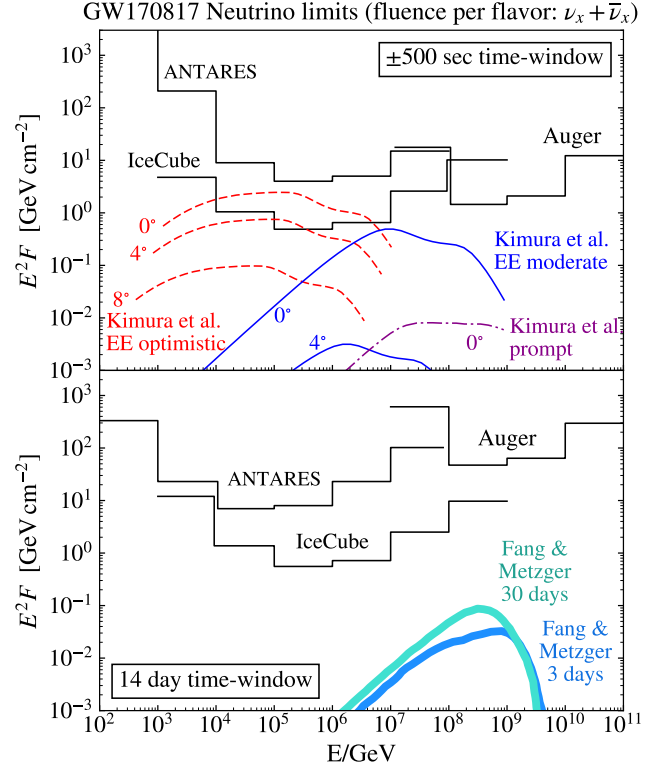 GW170817 Neutrino limits (fluence per flavor: νₓ + ν̅ₓ)
±500 sec time-window
ANTARES
IceCube
Auger
0°
4°
8°
Kimura et al.
EE optimistic
Kimura et al.
EE moderate
0°
4°
Kimura et al.
prompt
0°
E²F [GeV cm⁻²]
10³
10²
10¹
10⁰
10⁻¹
10⁻²
10⁻³
Auger
ANTARES
IceCube
Fang &
Metzger
30 days
Fang &
Metzger
3 days
14 day time-window
E²F [GeV cm⁻²]
10³
10²
10¹
10⁰
10⁻¹
10⁻²
10⁻³
10² 10³ 10⁴ 10⁵ 10⁶ 10⁷ 10⁸ 10⁹ 10¹⁰ 10¹¹
E/GeV